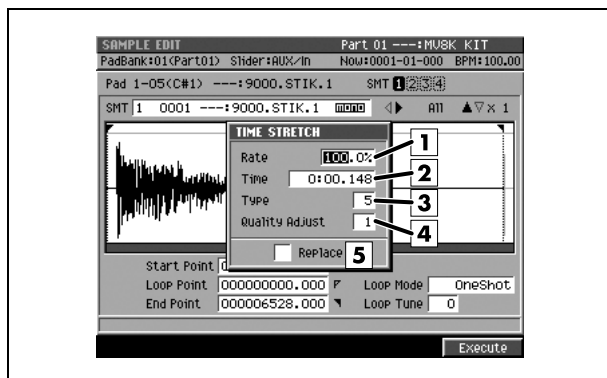 SAMPLE EDIT Part 01 ---:MV8K KIT
PadBank:01(Part01) Slider:AUX/In Now:0001-01-000 BPM:100.00
Pad 1-05(C#1) ---:9000.STIK.1 SMT 1 2 3 4
SMT 1 0001 ---:9000.STIK.1 mono All x 1
TIME STRETCH
Rate 100.0% 1
Time 0:00.148 2
Type 5 3
Quality Adjust 1 4
Replace 5
Start Point 0
Loop Point 000000000.000 Loop Mode OneShot
End Point 000006528.000 Loop Tune 0
Execute